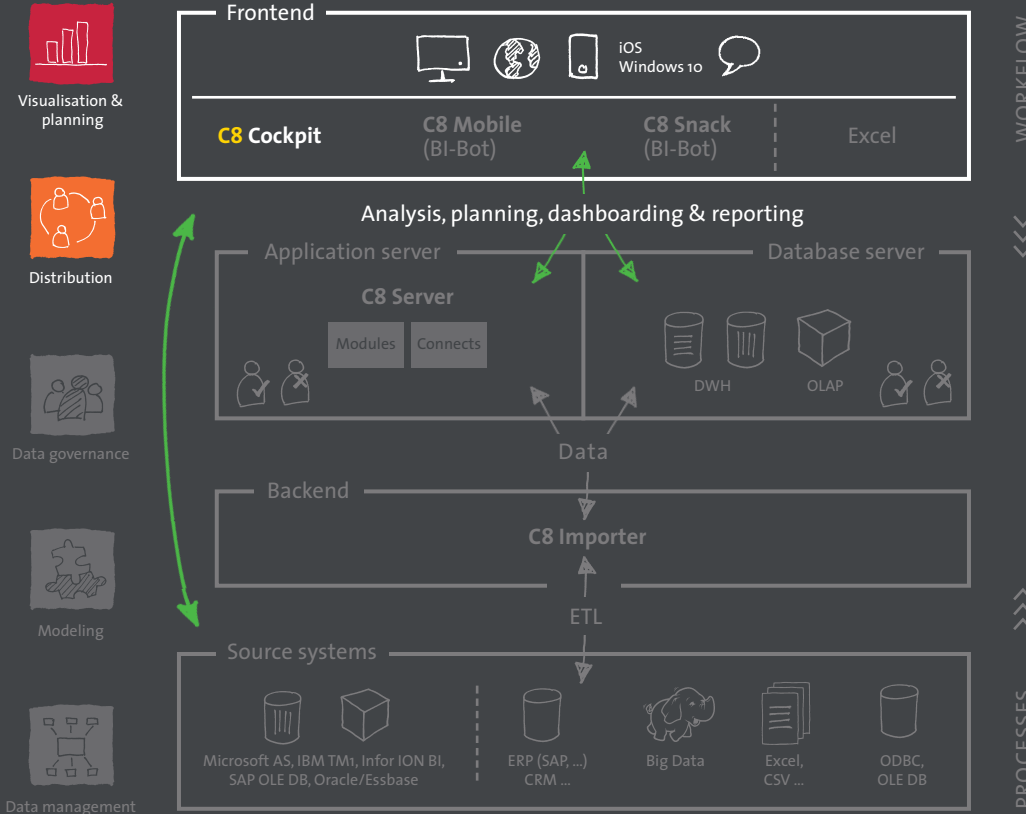 Frontend
iOS
Windows 10
C8 Cockpit
C8 Mobile
(BI-Bot)
C8 Snack
(BI-Bot)
Excel
Analysis, planning, dashboarding & reporting
Application server
Database server
C8 Server
Modules
Connects
DWH
OLAP
Data
Backend
C8 Importer
ETL
Source systems
Microsoft AS, IBM TM1, Infor ION BI,
SAP OLE DB, Oracle/Essbase
ERP (SAP, ...)
CRM ...
Big Data
Excel,
CSV ...
ODBC,
OLE DB
Visualisation &
planning
Distribution
Data governance
Modeling
Data management
WORKFLOW
PROCESSES